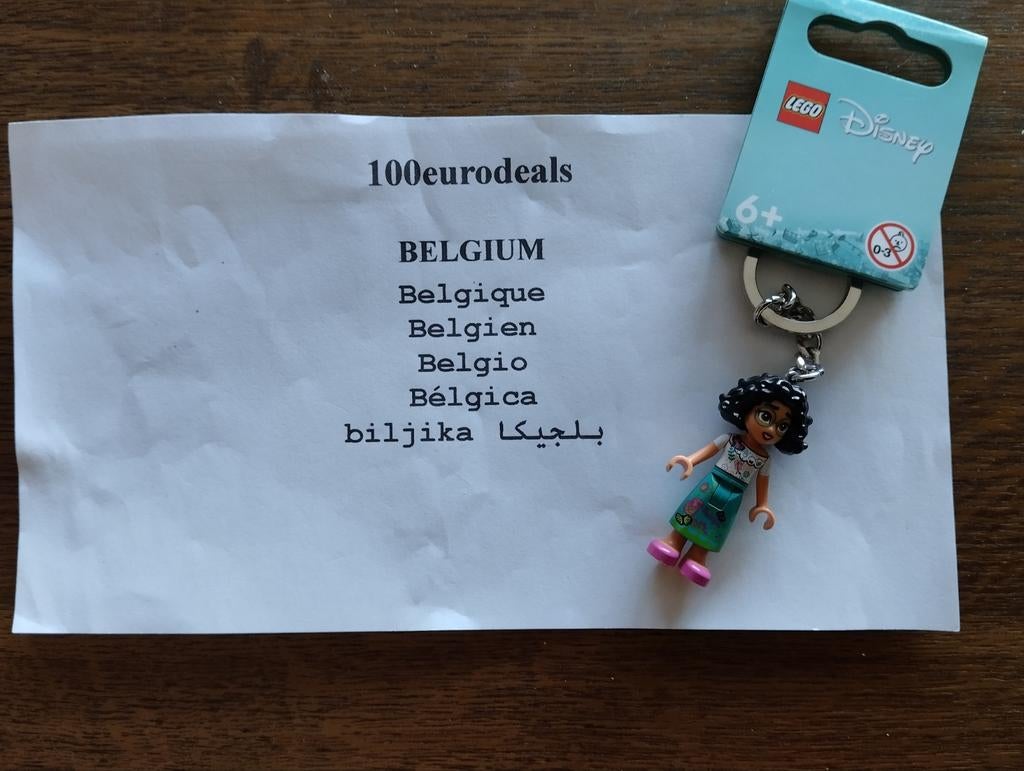 100eurodeals
BELGIUM
Belgique
Belgien
Belgio
Bélgica
biljika بلجيكا
LEGO
Disney
6+
0-3